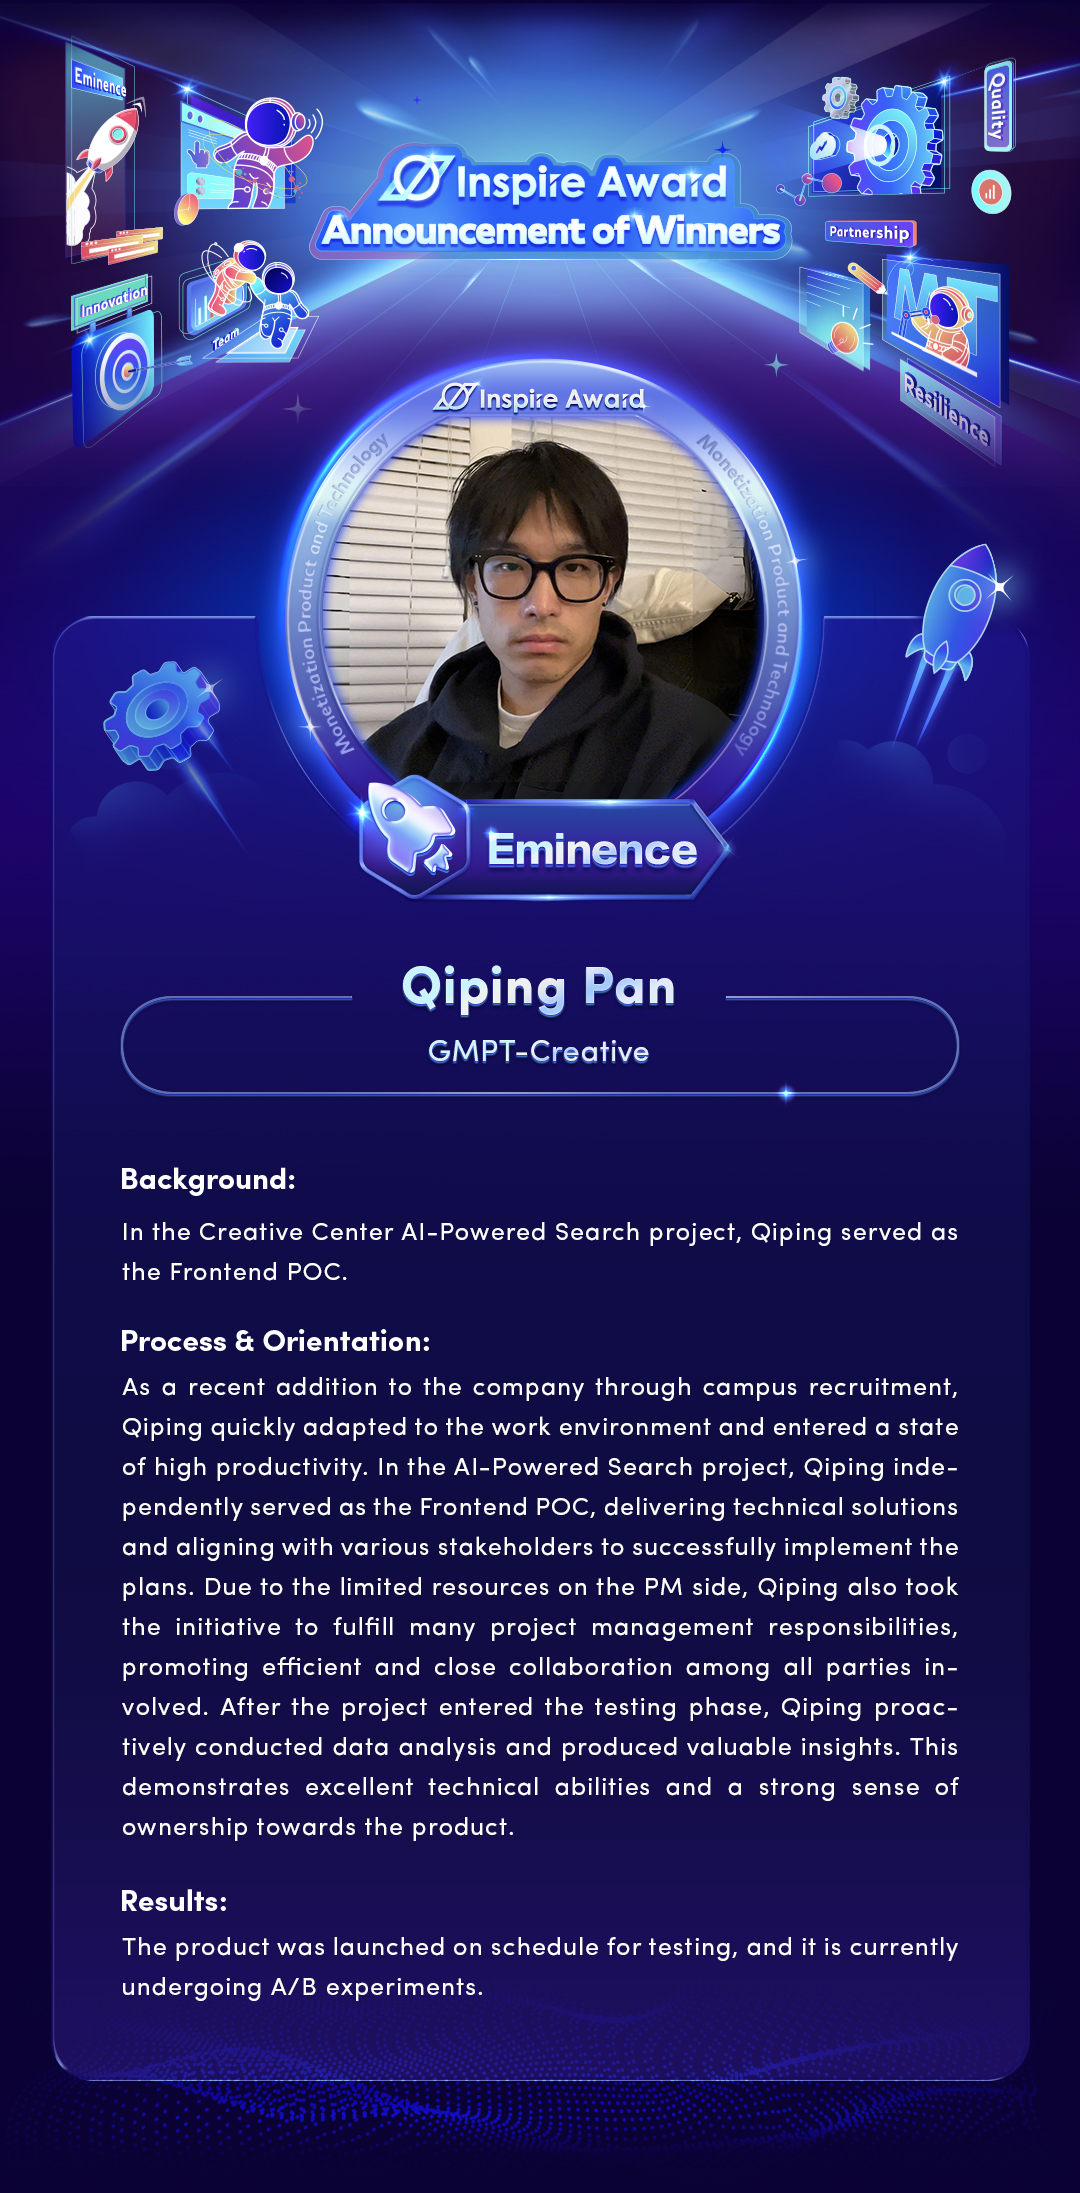 Eminence
Quality
Inspire Award
Announcement of Winners
Partnership
Innovation
Team
MT
Resilience
Inspire Award
Monetization Product and Technology
Monetization Product and Technology
Eminence
Qiping Pan
GMPT-Creative
Background:
In the Creative Center AI-Powered Search project, Qiping served as
the Frontend POC.
Process & Orientation:
As a recent addition to the company through campus recruitment,
Qiping quickly adapted to the work environment and entered a state
of high productivity. In the AI-Powered Search project, Qiping inde-
pendently served as the Frontend POC, delivering technical solutions
and aligning with various stakeholders to successfully implement the
plans. Due to the limited resources on the PM side, Qiping also took
the initiative to fulfill many project management responsibilities,
promoting efficient and close collaboration among all parties in-
volved. After the project entered the testing phase, Qiping proac-
tively conducted data analysis and produced valuable insights. This
demonstrates excellent technical abilities and a strong sense of
ownership towards the product.
Results:
The product was launched on schedule for testing, and it is currently
undergoing A/B experiments.